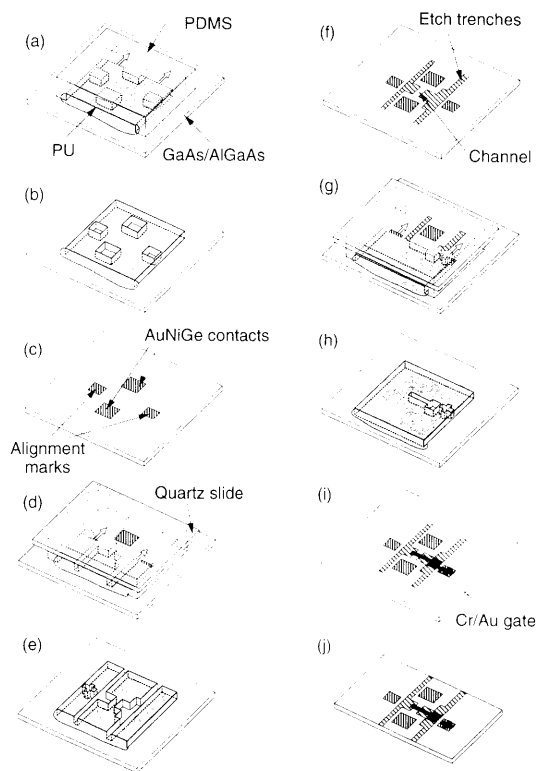 (a)
PDMS
PU
GaAs/AlGaAs
(b)
(c)
AuNiGe contacts
Alignment
marks
(d)
Quartz slide
(e)
(f)
Etch trenches
Channel
(g)
(h)
(i)
Cr/Au gate
(j)